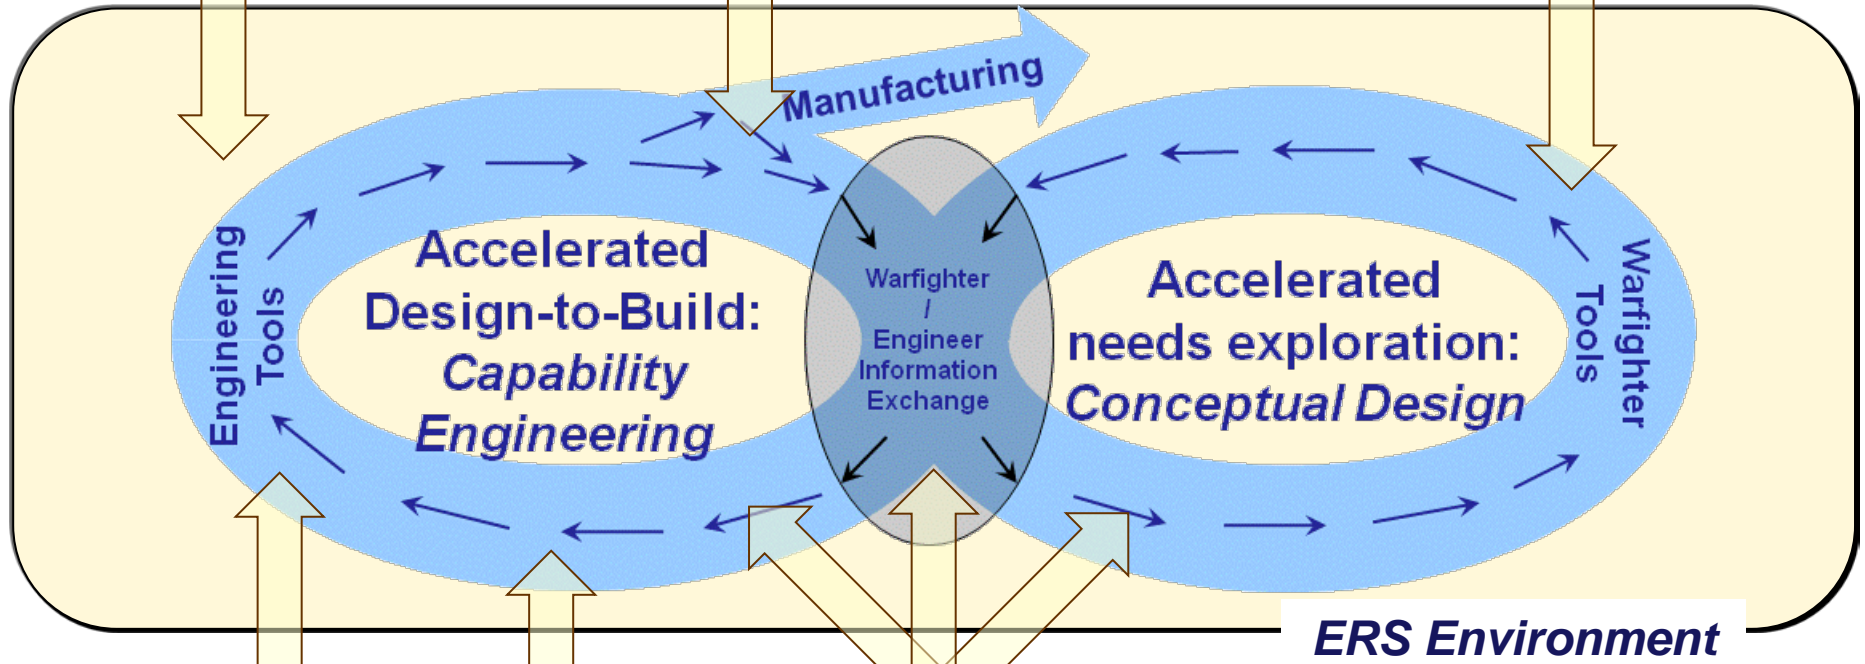 Manufacturing
Engineering
Tools
Accelerated
Design-to-Build:
Capability
Engineering
Warfighter
/
Engineer
Information
Exchange
Accelerated
needs exploration:
Conceptual Design
Warfighter
Tools
ERS Environment